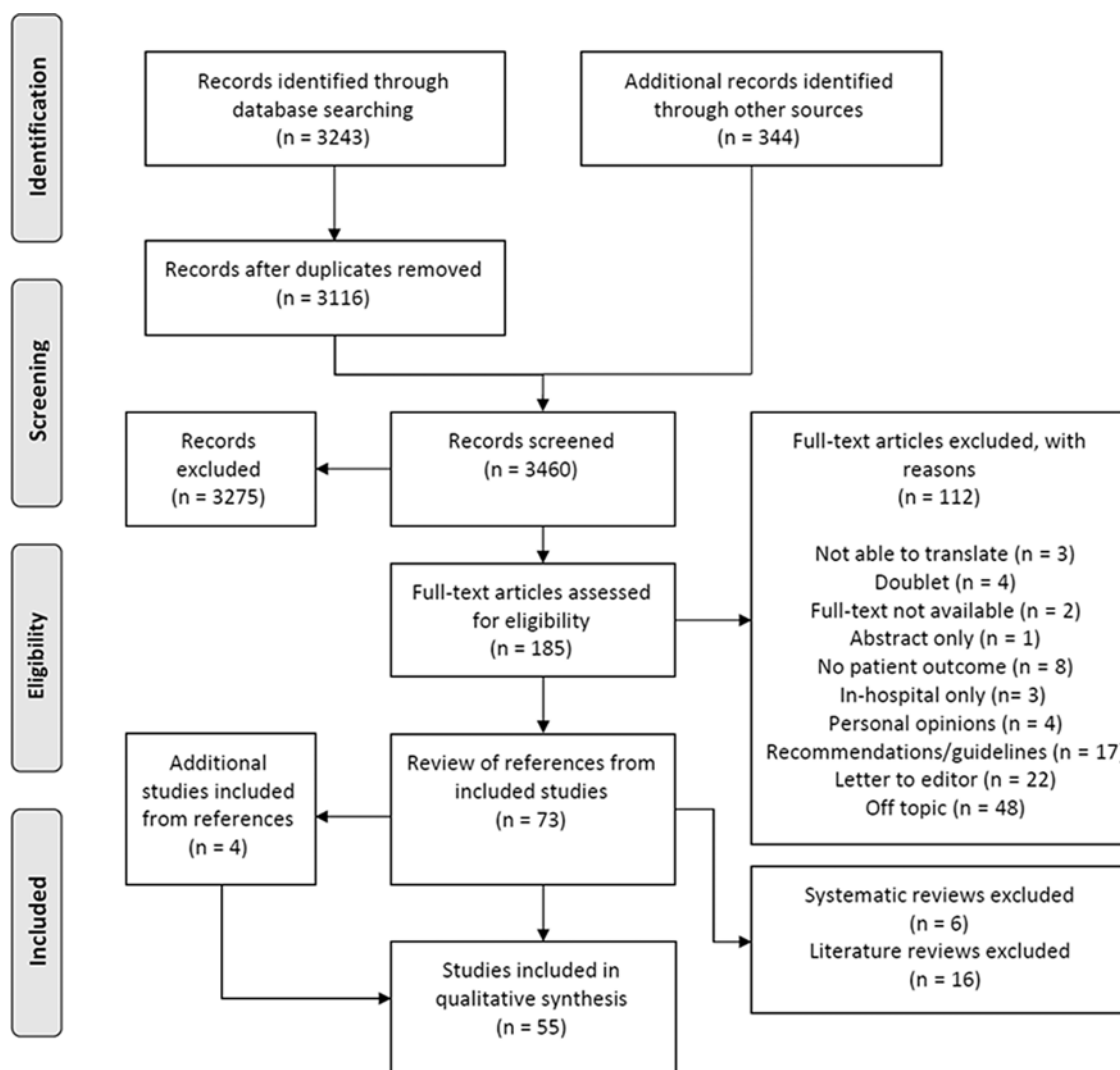 Identification
Records identified through
database searching
(n = 3243)
Additional records identified
through other sources
(n = 344)
Records after duplicates removed
(n = 3116)
Screening
Records
excluded
(n = 3275)
Records screened
(n = 3460)
Full-text articles excluded, with
reasons
(n = 112)
Not able to translate (n = 3)
Doublet (n = 4)
Full-text not available (n = 2)
Abstract only (n = 1)
No patient outcome (n = 8)
In-hospital only (n= 3)
Personal opinions (n = 4)
Recommendations/guidelines (n = 17)
Letter to editor (n = 22)
Off topic (n = 48)
Eligibility
Full-text articles assessed
for eligibility
(n = 185)
Additional
studies included
from references
(n = 4)
Review of references from
included studies
(n = 73)
Included
Systematic reviews excluded
(n = 6)
Literature reviews excluded
(n = 16)
Studies included in
qualitative synthesis
(n = 55)